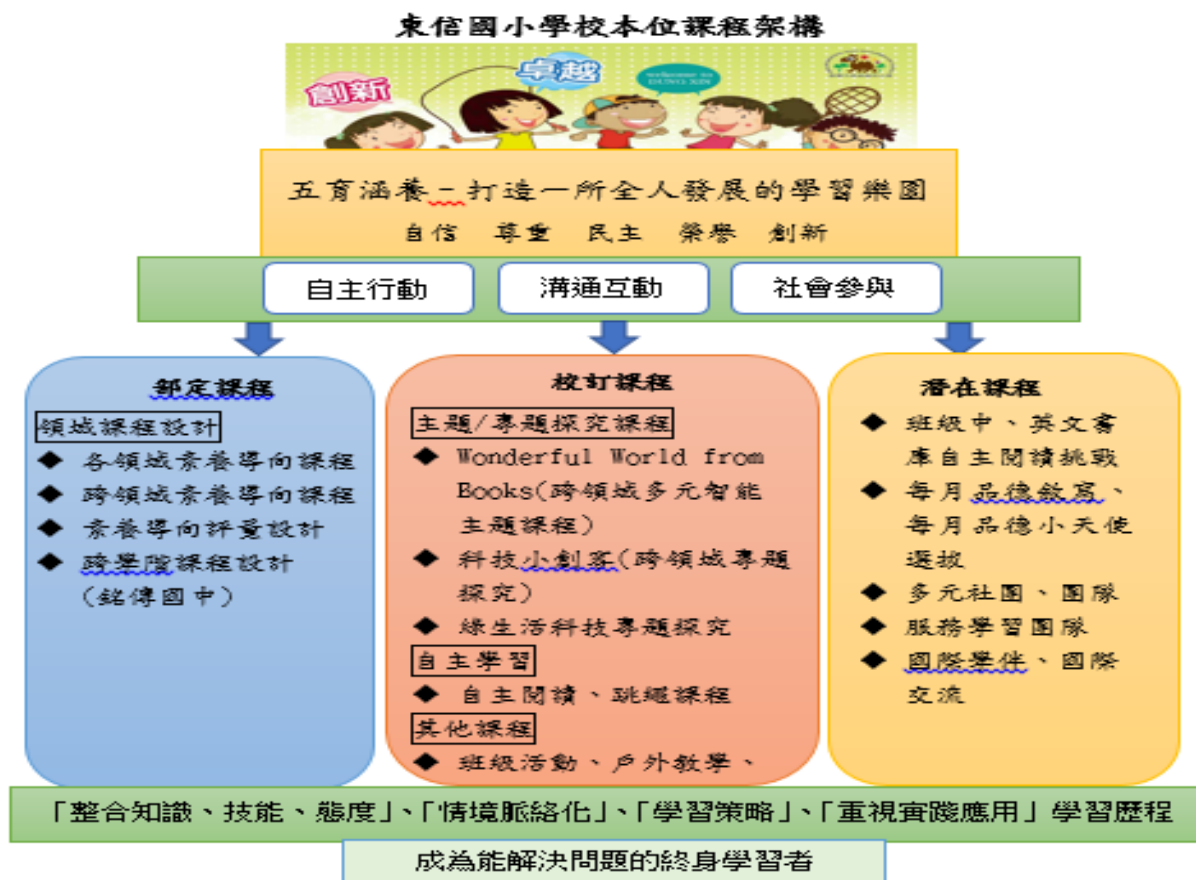 東信國小學校本位課程架構
創新
卓越
welcome to
五育涵養－打造一所全人發展的學習樂園
自信 尊重 民主 榮譽 創新
自主行動 溝通互動 社會參與
部定課程
領域課程設計
◆ 各領域素養導向課程
◆ 跨領域素養導向課程
◆ 素養導向評量設計
◆ 跨學階課程設計
(銘傳國中)
校訂課程
主題/專題探究課程
◆ Wonderful World from
Books(跨領域多元智能
主題課程)
◆ 科技小創客(跨領域專題
探究)
◆ 綠生活科技專題探究
自主學習
◆ 自主閱讀、跳繩課程
其他課程
◆ 班級活動、戶外教學、
潛在課程
◆ 班級中、英文書
庫自主閱讀挑戰
◆ 每月品德敘寫、
每月品德小天使
選拔
◆ 多元社團、團隊
◆ 服務學習團隊
◆ 國際學伴、國際
交流
「整合知識、技能、態度」、「情境脈絡化」、「學習策略」、「重視實踐應用」學習歷程
成為能解決問題的終身學習者